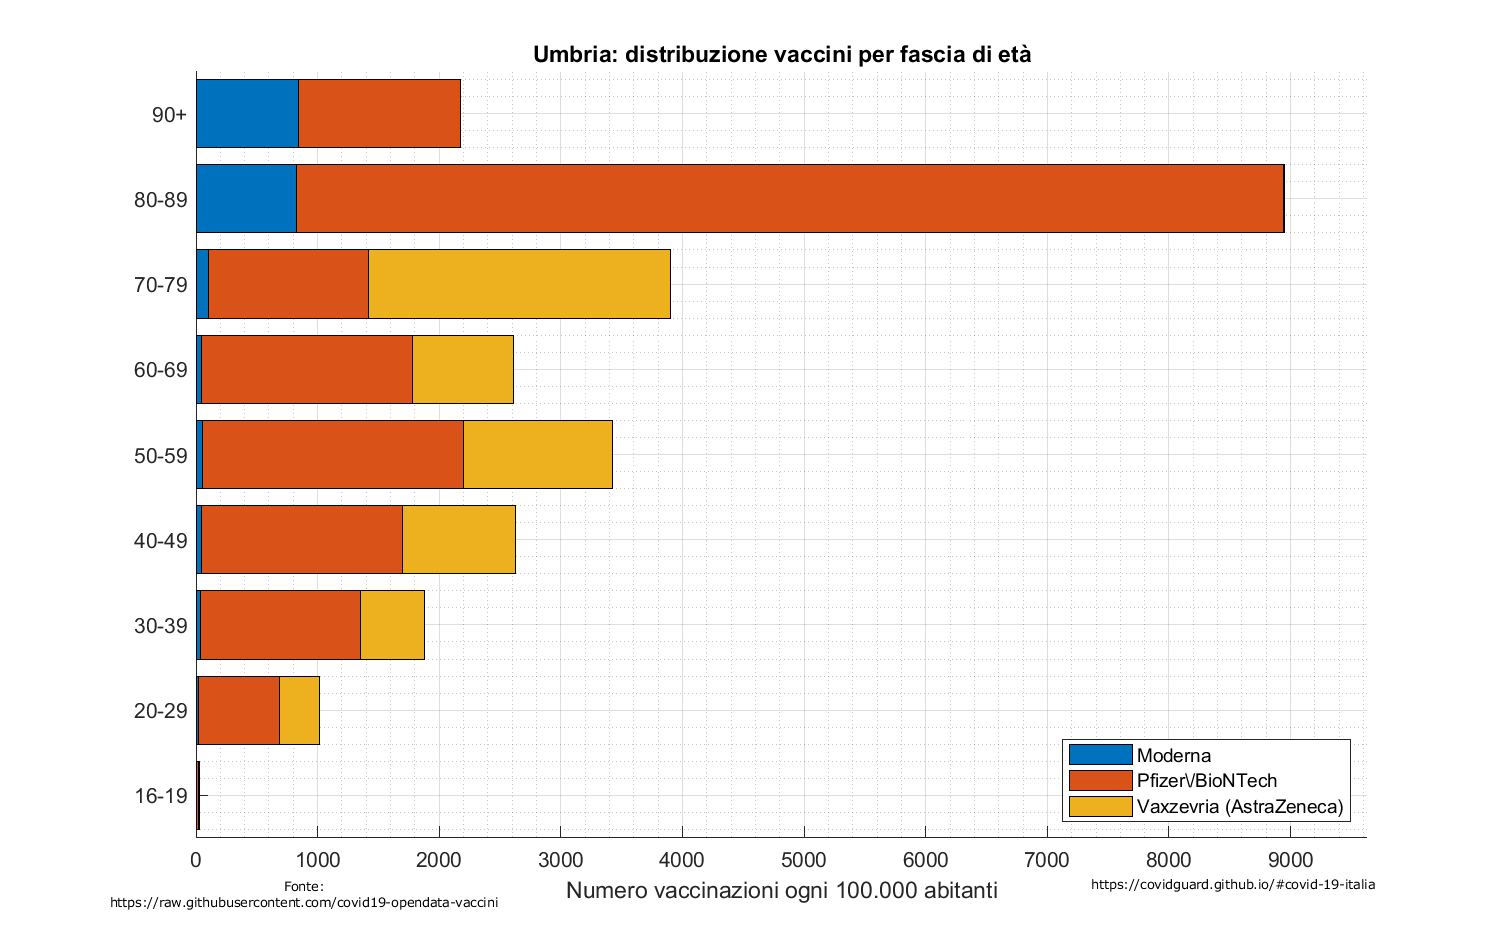 Umbria: distribuzione vaccini per fascia di età
90+
80-89
70-79
60-69
50-59
40-49
30-39
20-29
16-19
Moderna
Pfizer\/BioNTech
Vaxzevria (AstraZeneca)
0 1000 2000 3000 4000 5000 6000 7000 8000 9000
Numero vaccinazioni ogni 100.000 abitanti
Fonte:
https://raw.githubusercontent.com/covid19-opendata-vaccini
https://covidguard.github.io/#covid-19-italia